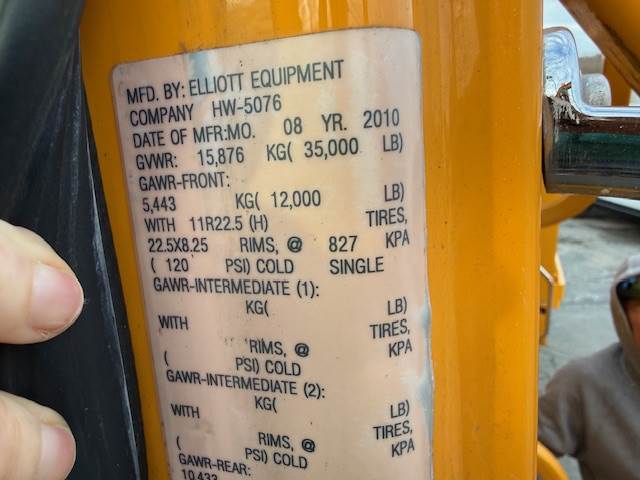 MFD. BY: ELLIOTT EQUIPMENT
COMPANY HW-5076
DATE OF MFR:MO. 08 YR. 2010
GVWR: 15,876 KG( 35,000 LB)
GAWR-FRONT:
5,443 KG( 12,000 LB)
WITH 11R22.5 (H) TIRES,
22.5X8.25 RIMS, @ 827 KPA
( 120 PSI) COLD SINGLE
GAWR-INTERMEDIATE (1):
KG( LB)
WITH TIRES,
RIMS, @ KPA
( PSI) COLD
GAWR-INTERMEDIATE (2):
KG( LB)
WITH TIRES,
RIMS, @ KPA
( PSI) COLD
GAWR-REAR:
10,433